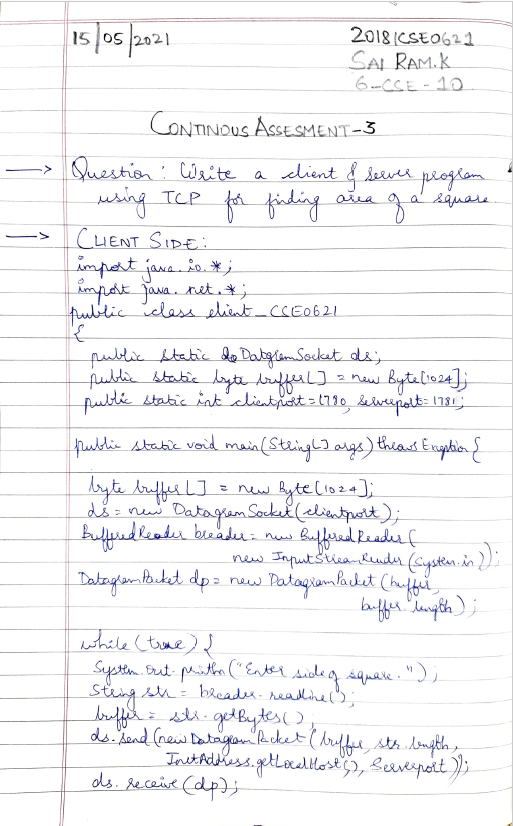 15/05/2021
2018/CSE0621
SAI RAM.K
6-CSE-10
CONTINOUS ASSESMENT-3
Question: Write a client & server program
using TCP for finding area of a square.
CLIENT SIDE:
import java.io.*;
import java.net.*;
public class client_CSE0621
{
public static DatagramSocket ds;
public static byte buffer[] = new Byte[1024];
public static int clientport=1780, serverport=1781;
public static void main(String[] args) throws Exception {
byte buffer[] = new Byte[1024];
ds = new DatagramSocket(clientport);
BufferedReader breader = new BufferedReader(
new InputStreamReader(System.in));
DatagramPacket dp = new DatagramPacket(buffer,
buffer.length);
while(true) {
System.out.println("Enter side of square.");
String str = breader.readline();
buffer = str.getBytes();
ds.send(new DatagramPacket(buffer, str.length,
InetAddress.getLocalHost(), Serverport));
ds.receive(dp);